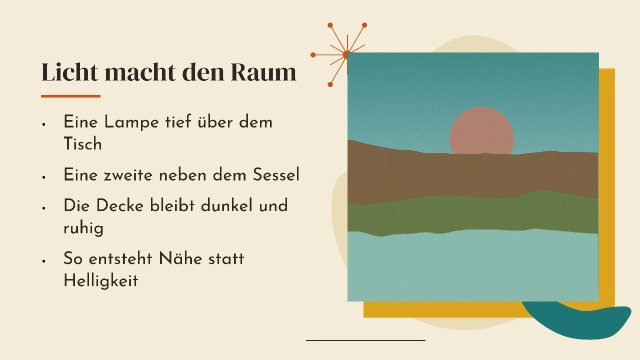 Licht macht den Raum
• Eine Lampe tief über dem
Tisch
• Eine zweite neben dem Sessel
• Die Decke bleibt dunkel und
ruhig
• So entsteht Nähe statt
Helligkeit